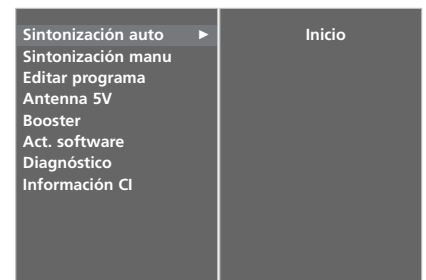 Sintonización auto ► Inicio
Sintonización manu
Editar programa
Antenna 5V
Booster
Act. software
Diagnóstico
Información CI